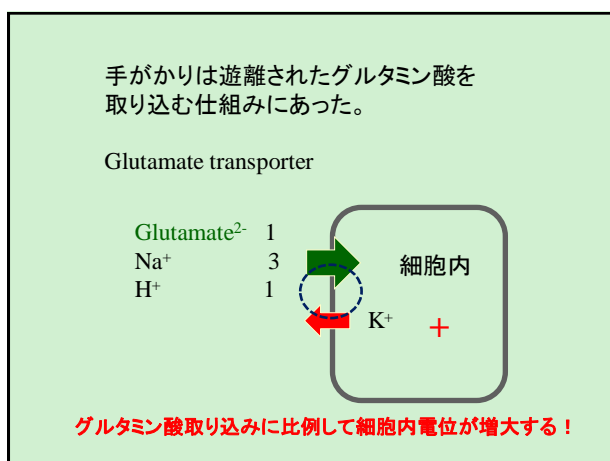 手がかりは遊離されたグルタミン酸を
取り込む仕組みにあった。
Glutamate transporter
Glutamate²⁻ 1
Na⁺ 3
H⁺ 1
細胞内
K⁺ +
グルタミン酸取り込みに比例して細胞内電位が増大する！